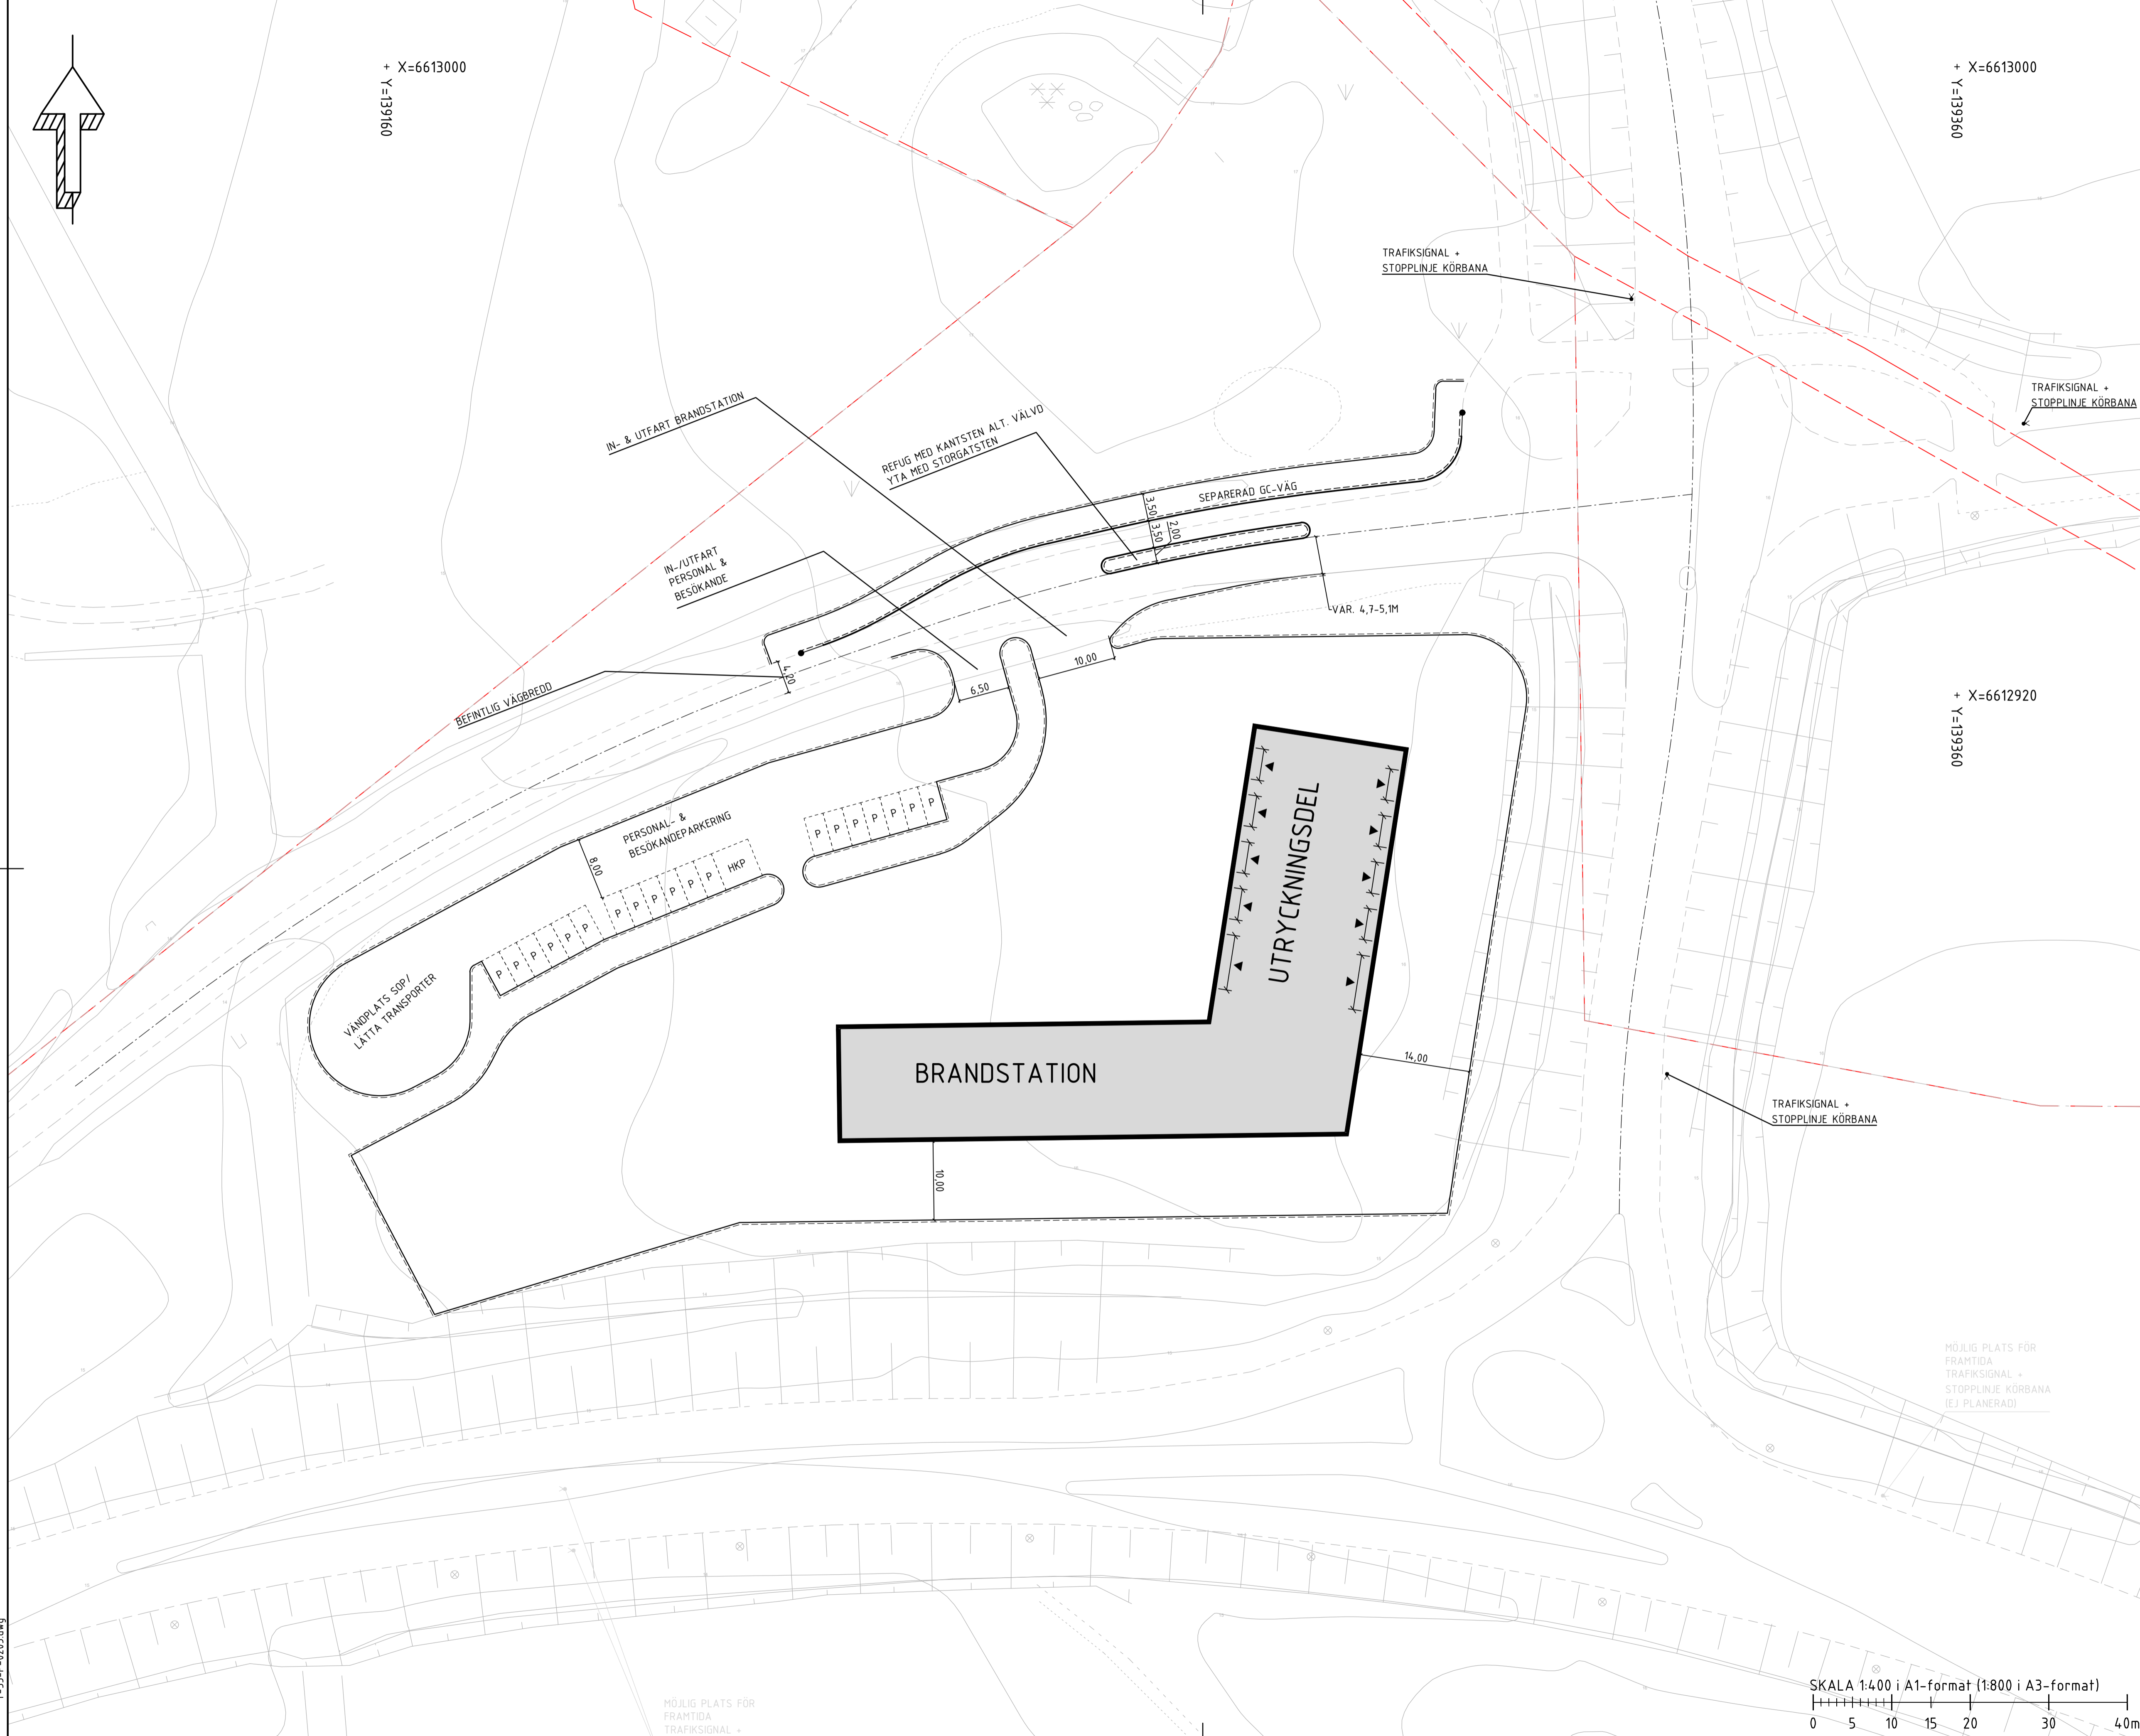 + X=6613000
Y=139160
+ X=6613000
Y=139360
TRAFIKSIGNAL +
STOPPLINJE KÖRBANA
TRAFIKSIGNAL +
STOPPLINJE KÖRBANA
IN- & UTFART BRANDSTATION
REFUG MED KANTSTEN ALT. VÄLVD
YTA MED STORGATSTEN
SEPARERAD GC-VÄG
3,50
3,50
2,00
IN-/UTFART
PERSONAL &
BESÖKANDE
VAR. 4,7-5,1M
BEFINTLIG VÄGBREDD
4,20
6,50
10,00
+ X=6612920
Y=139360
PERSONAL- &
BESÖKANDEPARKERING
8,00
P P P P P P P
P P P P P P HKP
P P P P P P
VÄNDPLATS SOP/
LÄTTA TRANSPORTER
UTRYCKNINGSDEL
BRANDSTATION
14,00
10,00
TRAFIKSIGNAL +
STOPPLINJE KÖRBANA
MÖJLIG PLATS FÖR
FRAMTIDA
TRAFIKSIGNAL +
STOPPLINJE KÖRBANA
(EJ PLANERAD)
MÖJLIG PLATS FÖR
FRAMTIDA
TRAFIKSIGNAL +
SKALA 1:400 i A1-format (1:800 i A3-format)
0 5 10 15 20 30 40m